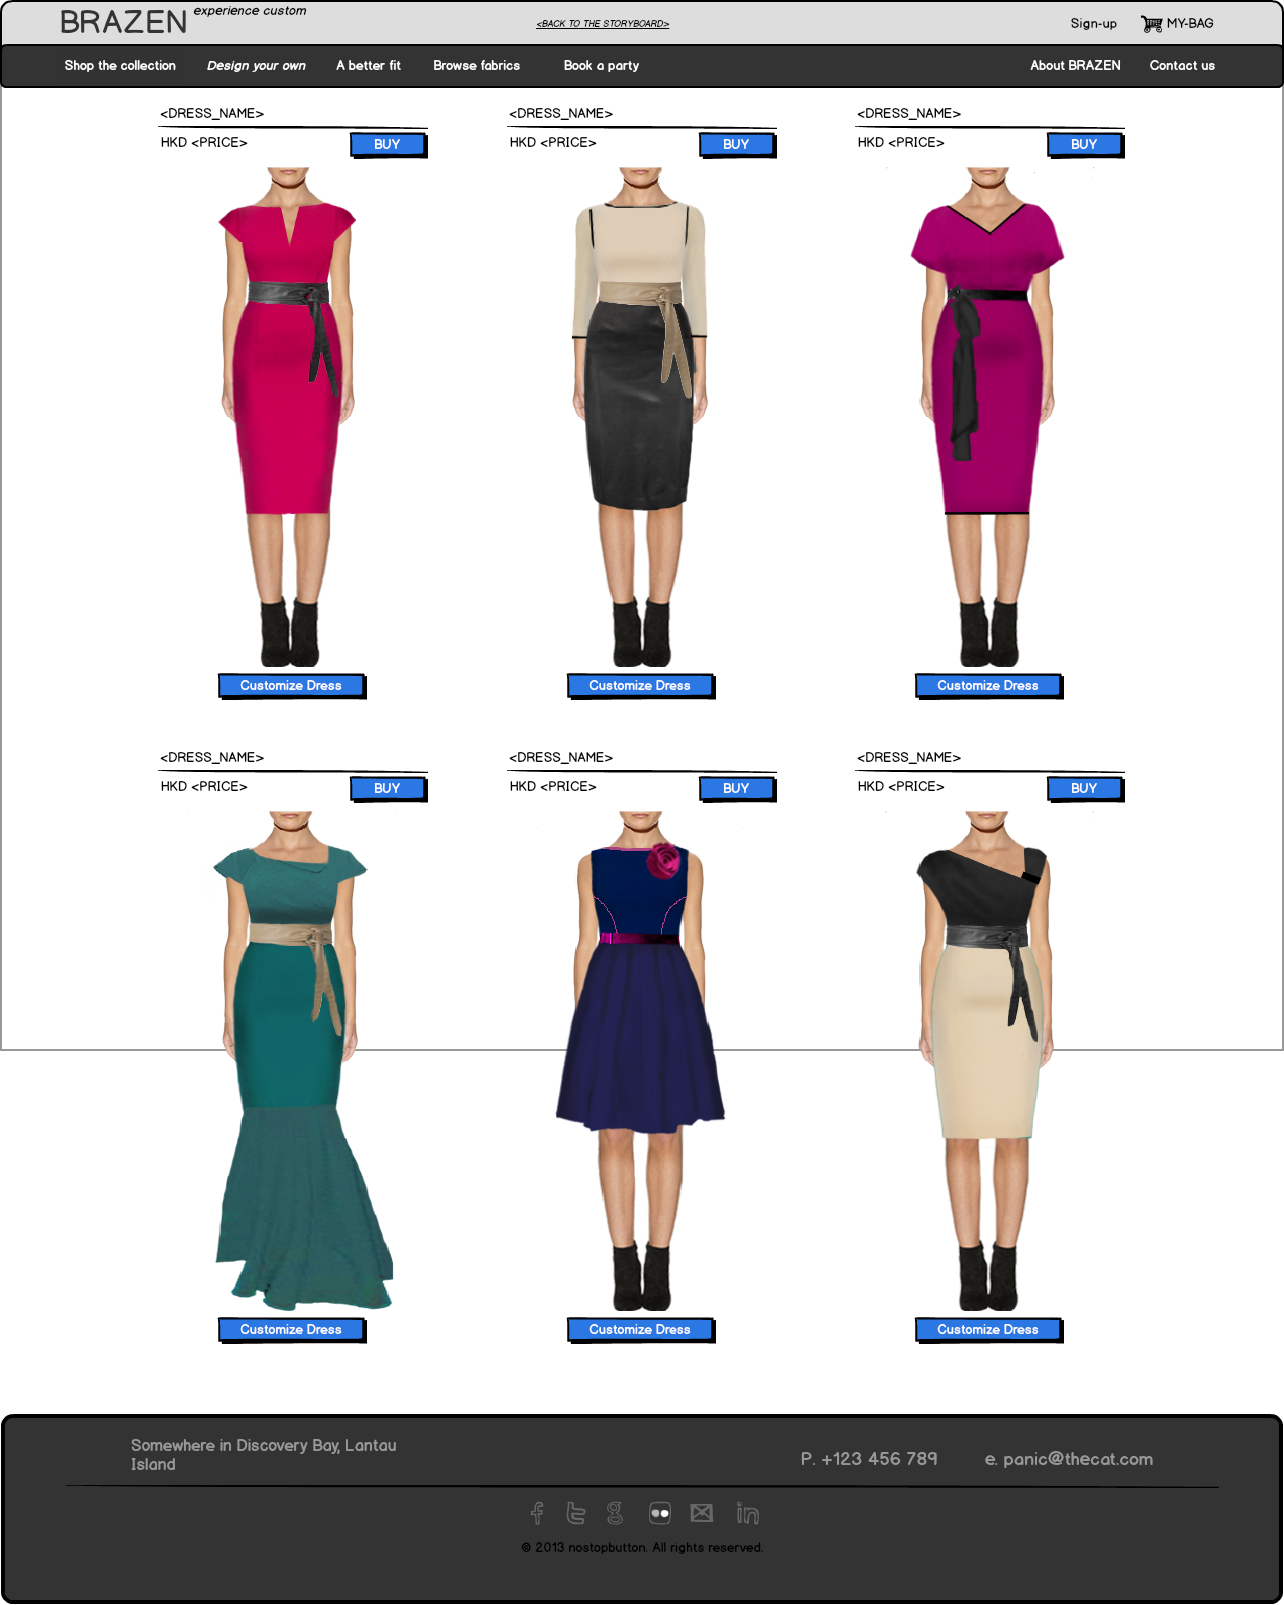 BRAZEN experience custom
<BACK TO THE STORYBOARD>
Sign-up
MY-BAG
Shop the collection
Design your own
A better fit
Browse fabrics
Book a party
About BRAZEN
Contact us
<DRESS_NAME>
HKD <PRICE>
BUY
<DRESS_NAME>
HKD <PRICE>
BUY
<DRESS_NAME>
HKD <PRICE>
BUY
Customize Dress
Customize Dress
Customize Dress
<DRESS_NAME>
HKD <PRICE>
BUY
<DRESS_NAME>
HKD <PRICE>
BUY
<DRESS_NAME>
HKD <PRICE>
BUY
Customize Dress
Customize Dress
Customize Dress
Somewhere in Discovery Bay, Lantau
Island
P. +123 456 789
e. panic@thecat.com
© 2013 nostopbutton. All rights reserved.